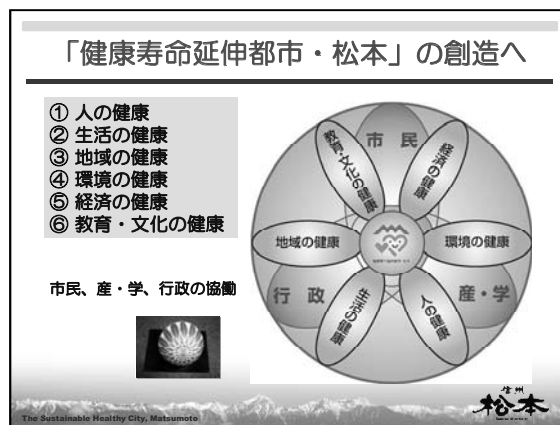 「健康寿命延伸都市・松本」の創造へ
① 人の健康
② 生活の健康
③ 地域の健康
④ 環境の健康
⑤ 経済の健康
⑥ 教育・文化の健康
市民、産・学、行政の協働
市民
教育・文化の健康
経済の健康
地域の健康
環境の健康
行政
産・学
生活の健康
人の健康
The Sustainable Healthy City, Matsumoto
信州
松本